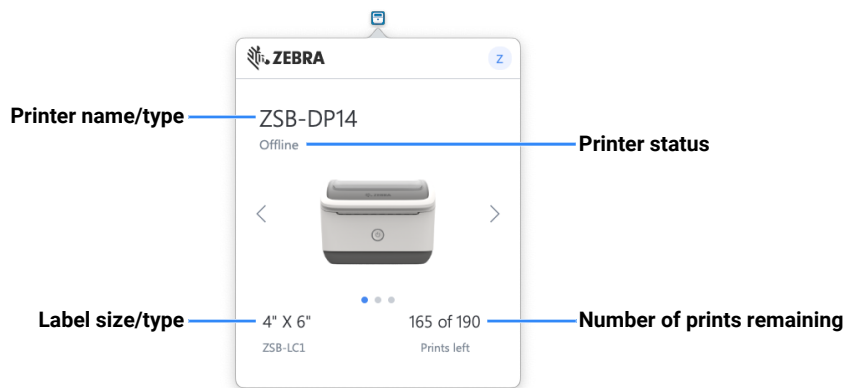 ZEBRA
Z
Printer name/type
ZSB-DP14
Offline
Printer status
Label size/type
4" X 6"
165 of 190
Number of prints remaining
ZSB-LC1
Prints left